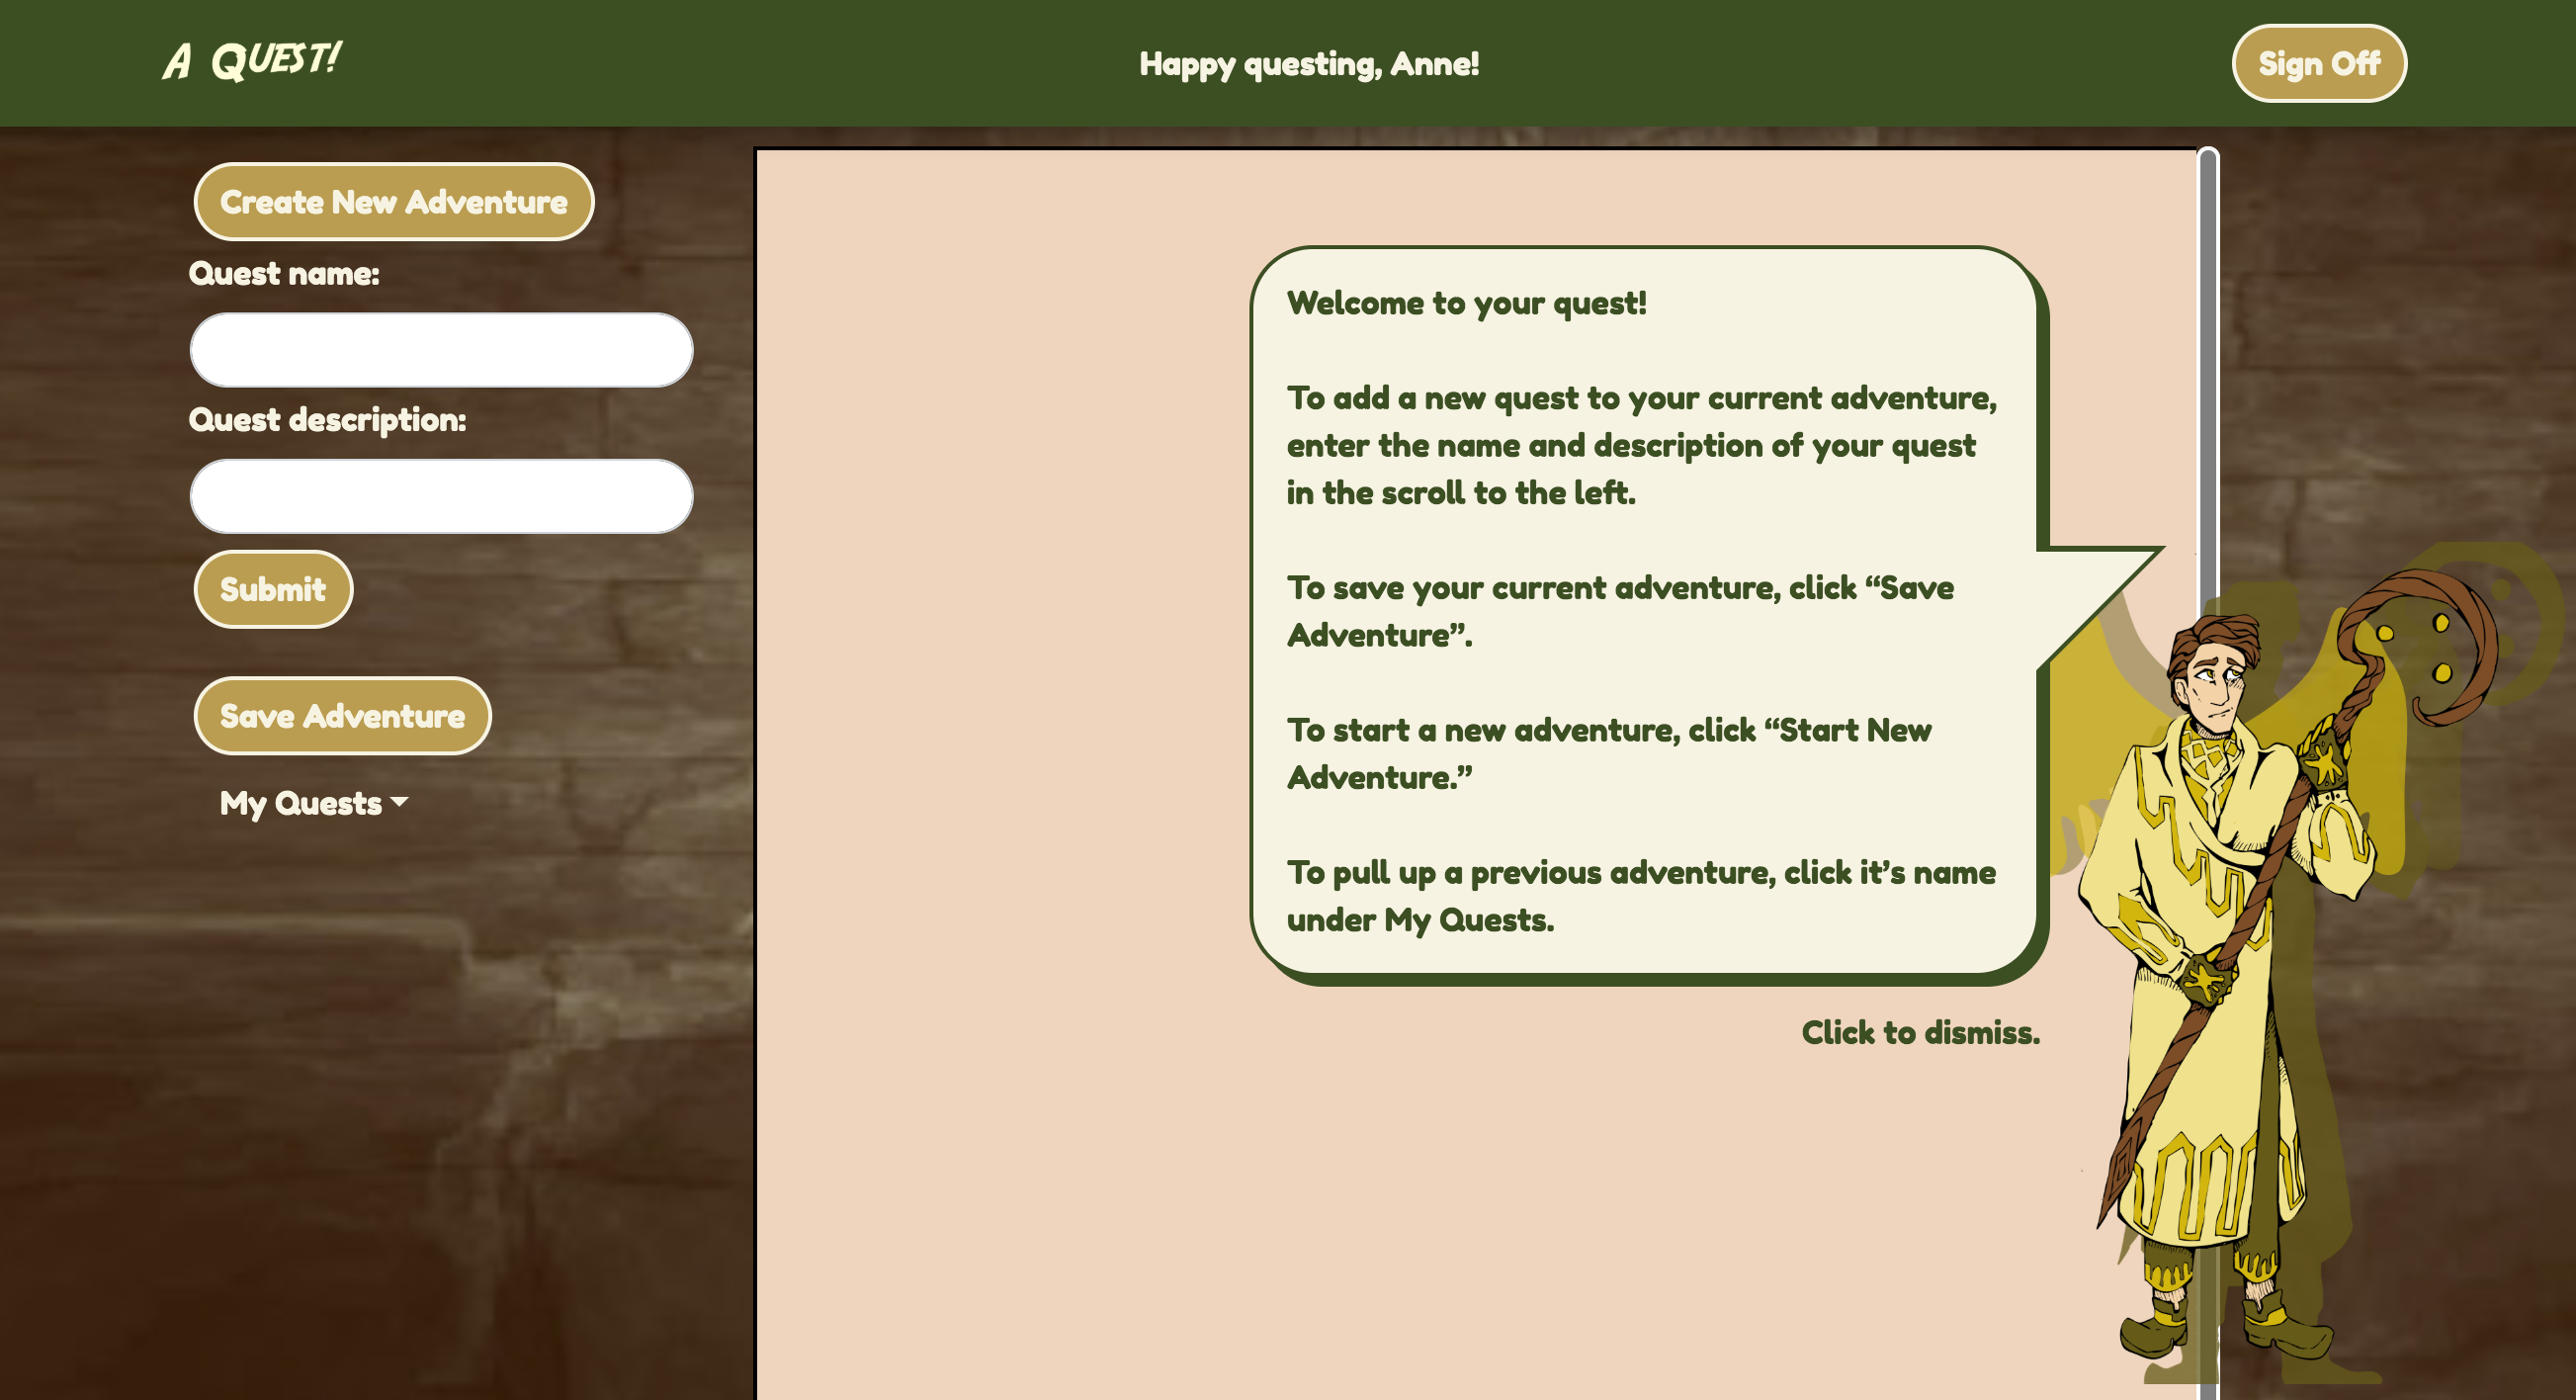 A Quest!
Happy questing, Anne!
Sign Off
Create New Adventure
Quest name:
Quest description:
Submit
Save Adventure
My Quests
Welcome to your quest!
To add a new quest to your current adventure,
enter the name and description of your quest
in the scroll to the left.
To save your current adventure, click “Save
Adventure”.
To start a new adventure, click “Start New
Adventure.”
To pull up a previous adventure, click it’s name
under My Quests.
Click to dismiss.